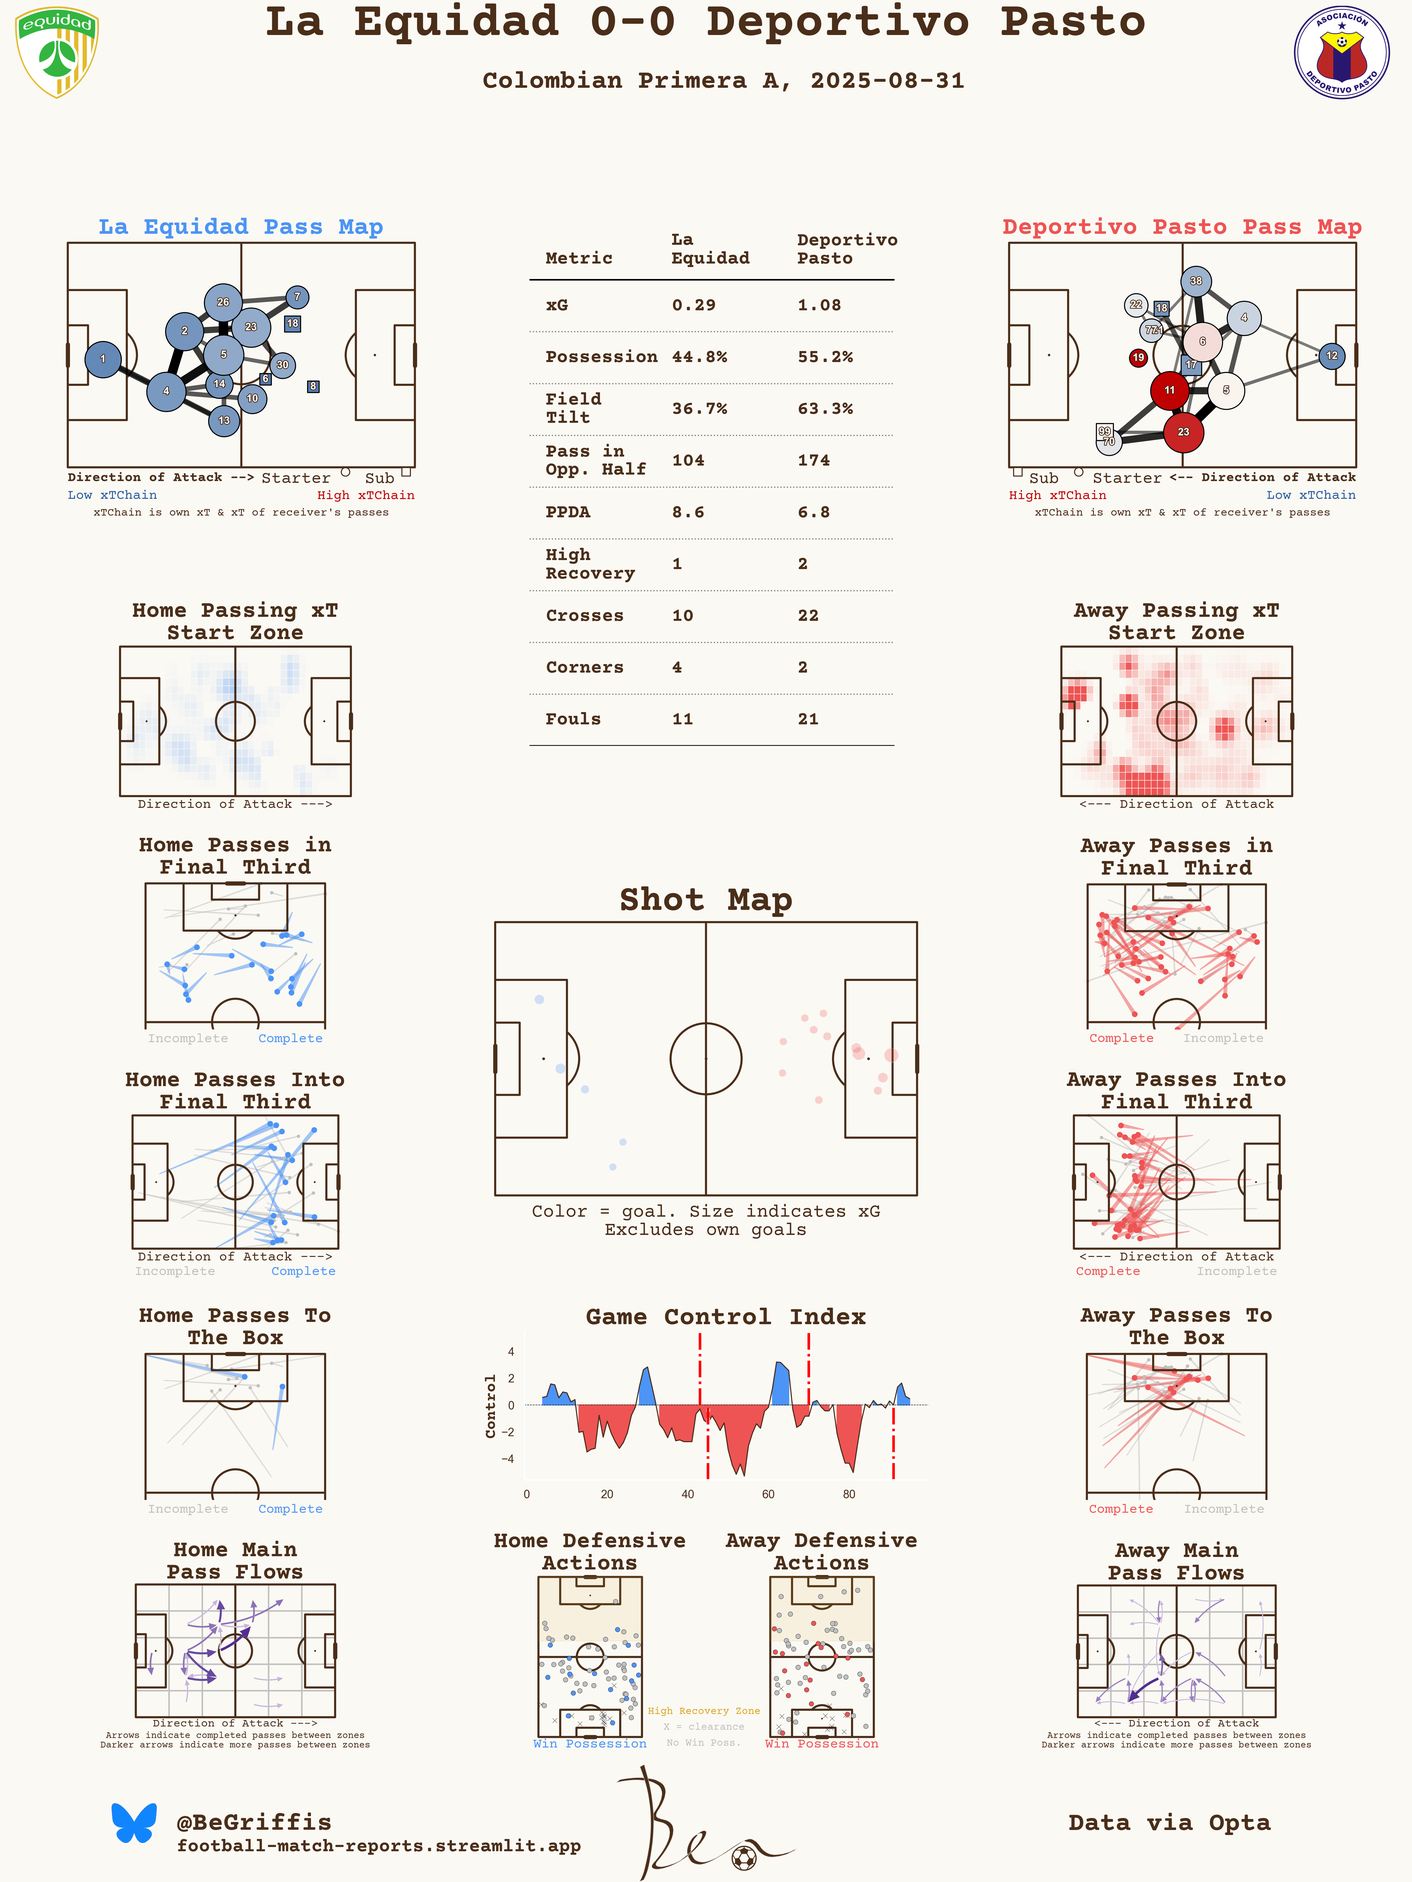 La Equidad 0-0 Deportivo Pasto
Colombian Primera A, 2025-08-31
equidad
ASOCIACIÓN
DEPORTIVO PASTO
La Equidad Pass Map
1
4
2
26
5
23
7
18
30
6
8
14
10
13
Direction of Attack --> Starter Sub
Low xTChain High xTChain
xTChain is own xT & xT of receiver's passes
Metric La Equidad Deportivo Pasto
xG 0.29 1.08
Possession 44.8% 55.2%
Field Tilt 36.7% 63.3%
Pass in Opp. Half 104 174
PPDA 8.6 6.8
High Recovery 1 2
Crosses 10 22
Corners 4 2
Fouls 11 21
Deportivo Pasto Pass Map
38
22
18
4
6
19
17
12
11
5
23
99
70
Sub Starter <-- Direction of Attack
High xTChain Low xTChain
xTChain is own xT & xT of receiver's passes
Home Passing xT
Start Zone
Direction of Attack --->
Away Passing xT
Start Zone
<--- Direction of Attack
Home Passes in
Final Third
Incomplete Complete
Away Passes in
Final Third
Complete Incomplete
Shot Map
Color = goal. Size indicates xG
Excludes own goals
Home Passes Into
Final Third
Direction of Attack --->
Incomplete Complete
Away Passes Into
Final Third
<--- Direction of Attack
Complete Incomplete
Home Passes To
The Box
Incomplete Complete
Game Control Index
Control
4
2
0
−2
−4
0 20 40 60 80
Away Passes To
The Box
Complete Incomplete
Home Main
Pass Flows
Direction of Attack --->
Arrows indicate completed passes between zones
Darker arrows indicate more passes between zones
Home Defensive
Actions
Win Possession
High Recovery Zone
X = clearance
No Win Poss.
Away Defensive
Actions
Win Possession
Away Main
Pass Flows
<--- Direction of Attack
Arrows indicate completed passes between zones
Darker arrows indicate more passes between zones
@BeGriffis
football-match-reports.streamlit.app
Ben
Data via Opta